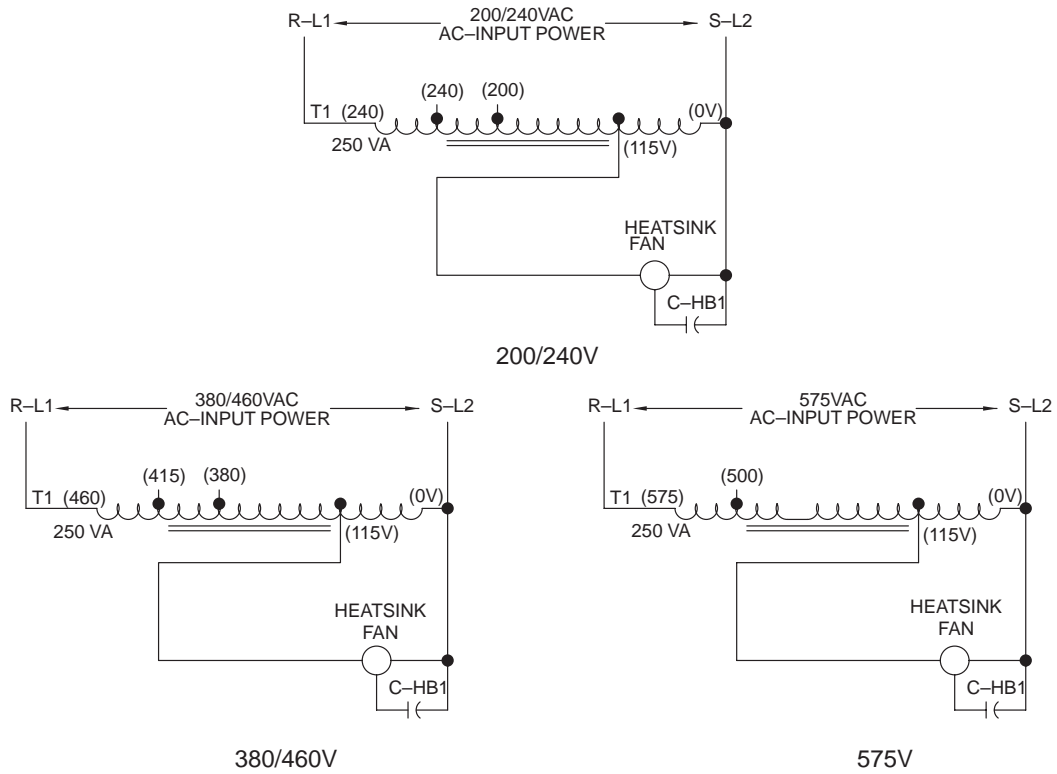 R–L1 200/240VAC S–L2
AC–INPUT POWER
(240) (200)
T1 (240) (0V)
250 VA (115V)
HEATSINK
FAN
C–HB1
200/240V
R–L1 380/460VAC S–L2
AC–INPUT POWER
(415) (380)
T1 (460) (0V)
250 VA (115V)
HEATSINK
FAN
C–HB1
380/460V
R–L1 575VAC S–L2
AC–INPUT POWER
(500)
T1 (575) (0V)
250 VA (115V)
HEATSINK
FAN
C–HB1
575V